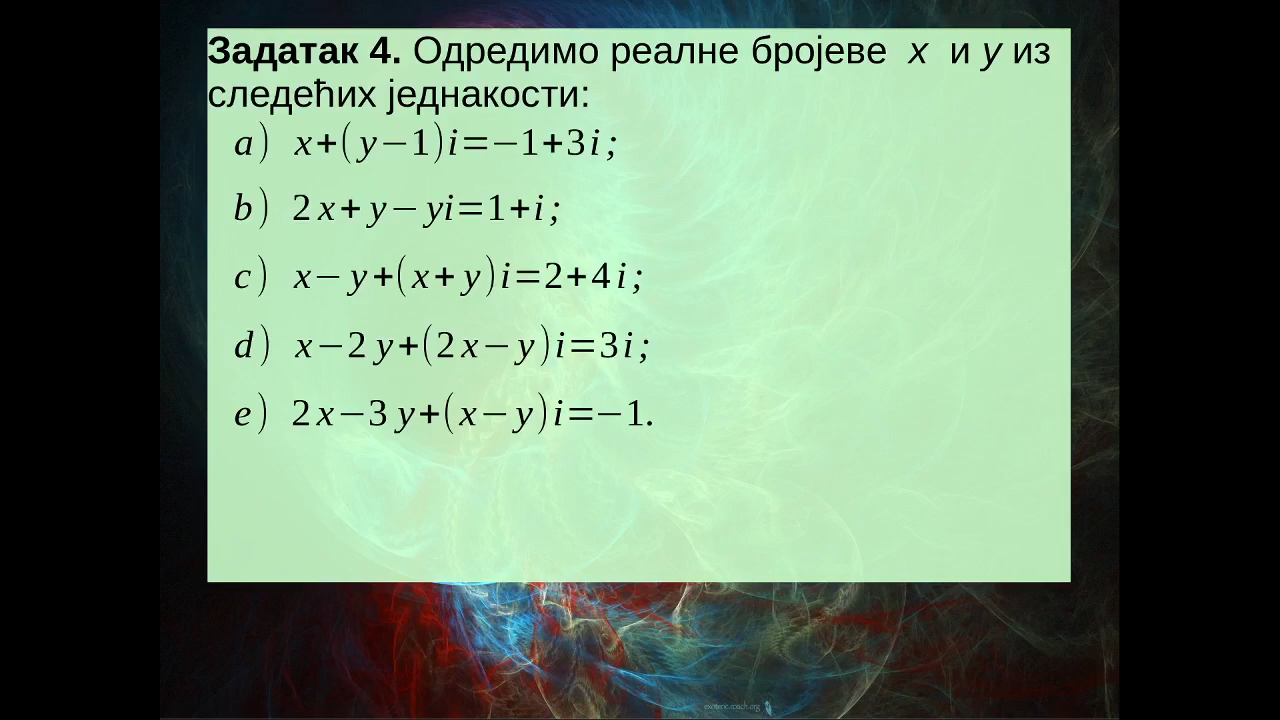 Задатак 4. Одредимо реалне бројеве x и y из
следећих једнакости:
a) x+(y−1)i=−1+3i;
b) 2x+y−yi=1+i;
c) x−y+(x+y)i=2+4i;
d) x−2y+(2x−y)i=3i;
e) 2x−3y+(x−y)i=−1.